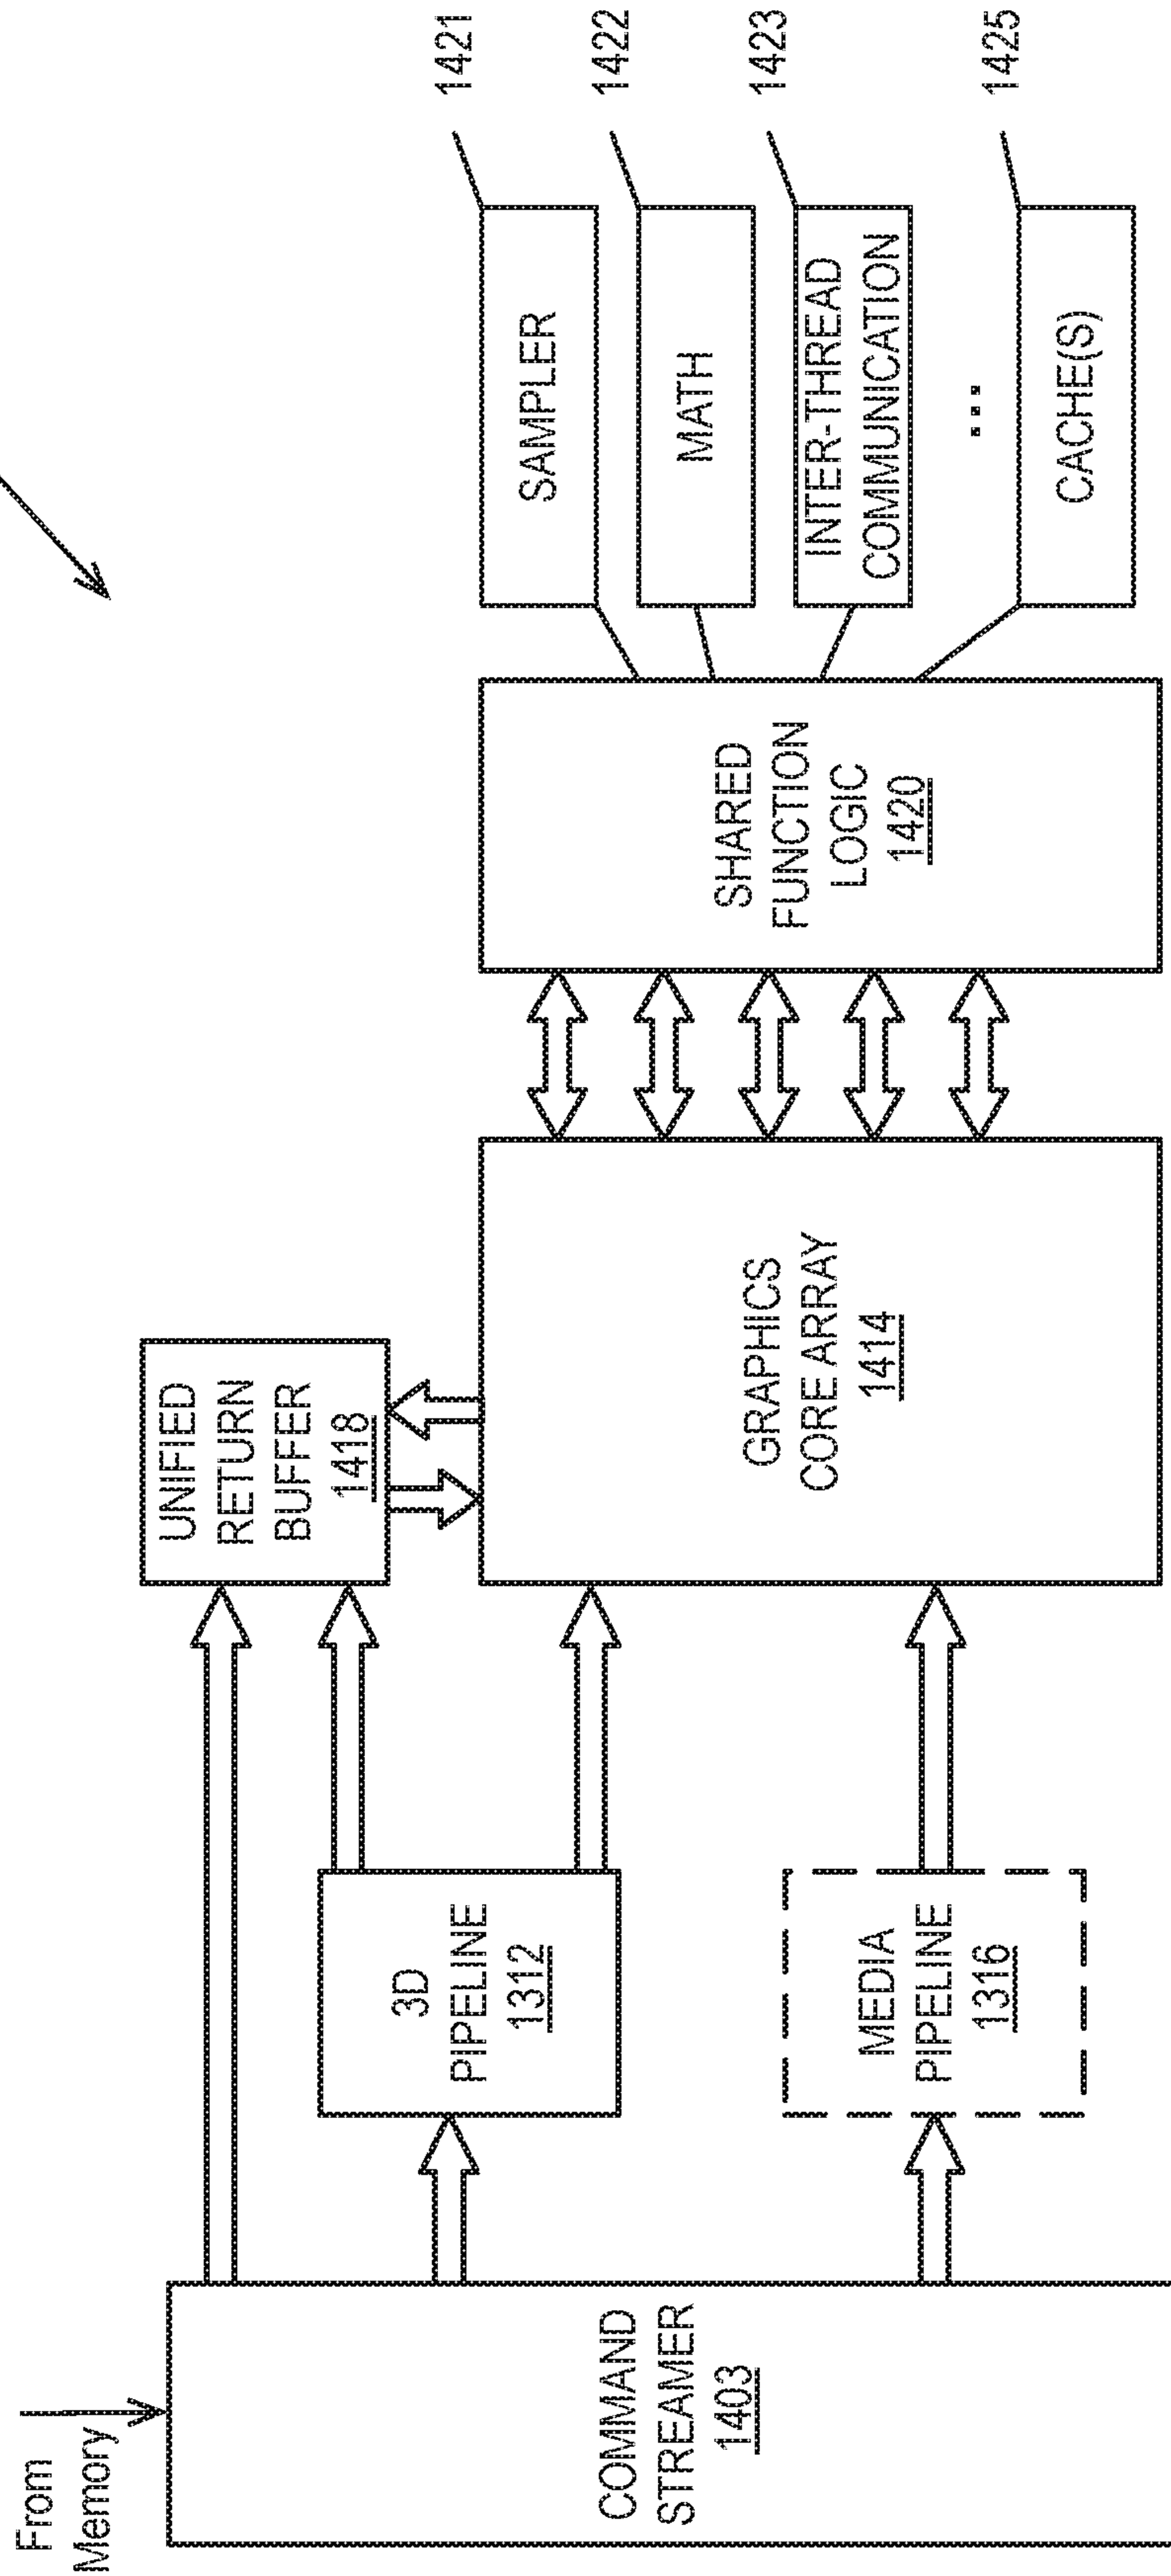 From
Memory
COMMAND
STREAMER
1403
3D
PIPELINE
1312
MEDIA
PIPELINE
1316
UNIFIED
RETURN
BUFFER
1418
GRAPHICS
CORE ARRAY
1414
SHARED
FUNCTION
LOGIC
1420
SAMPLER
1421
MATH
1422
INTER-THREAD
COMMUNICATION
1423
...
CACHE(S)
1425